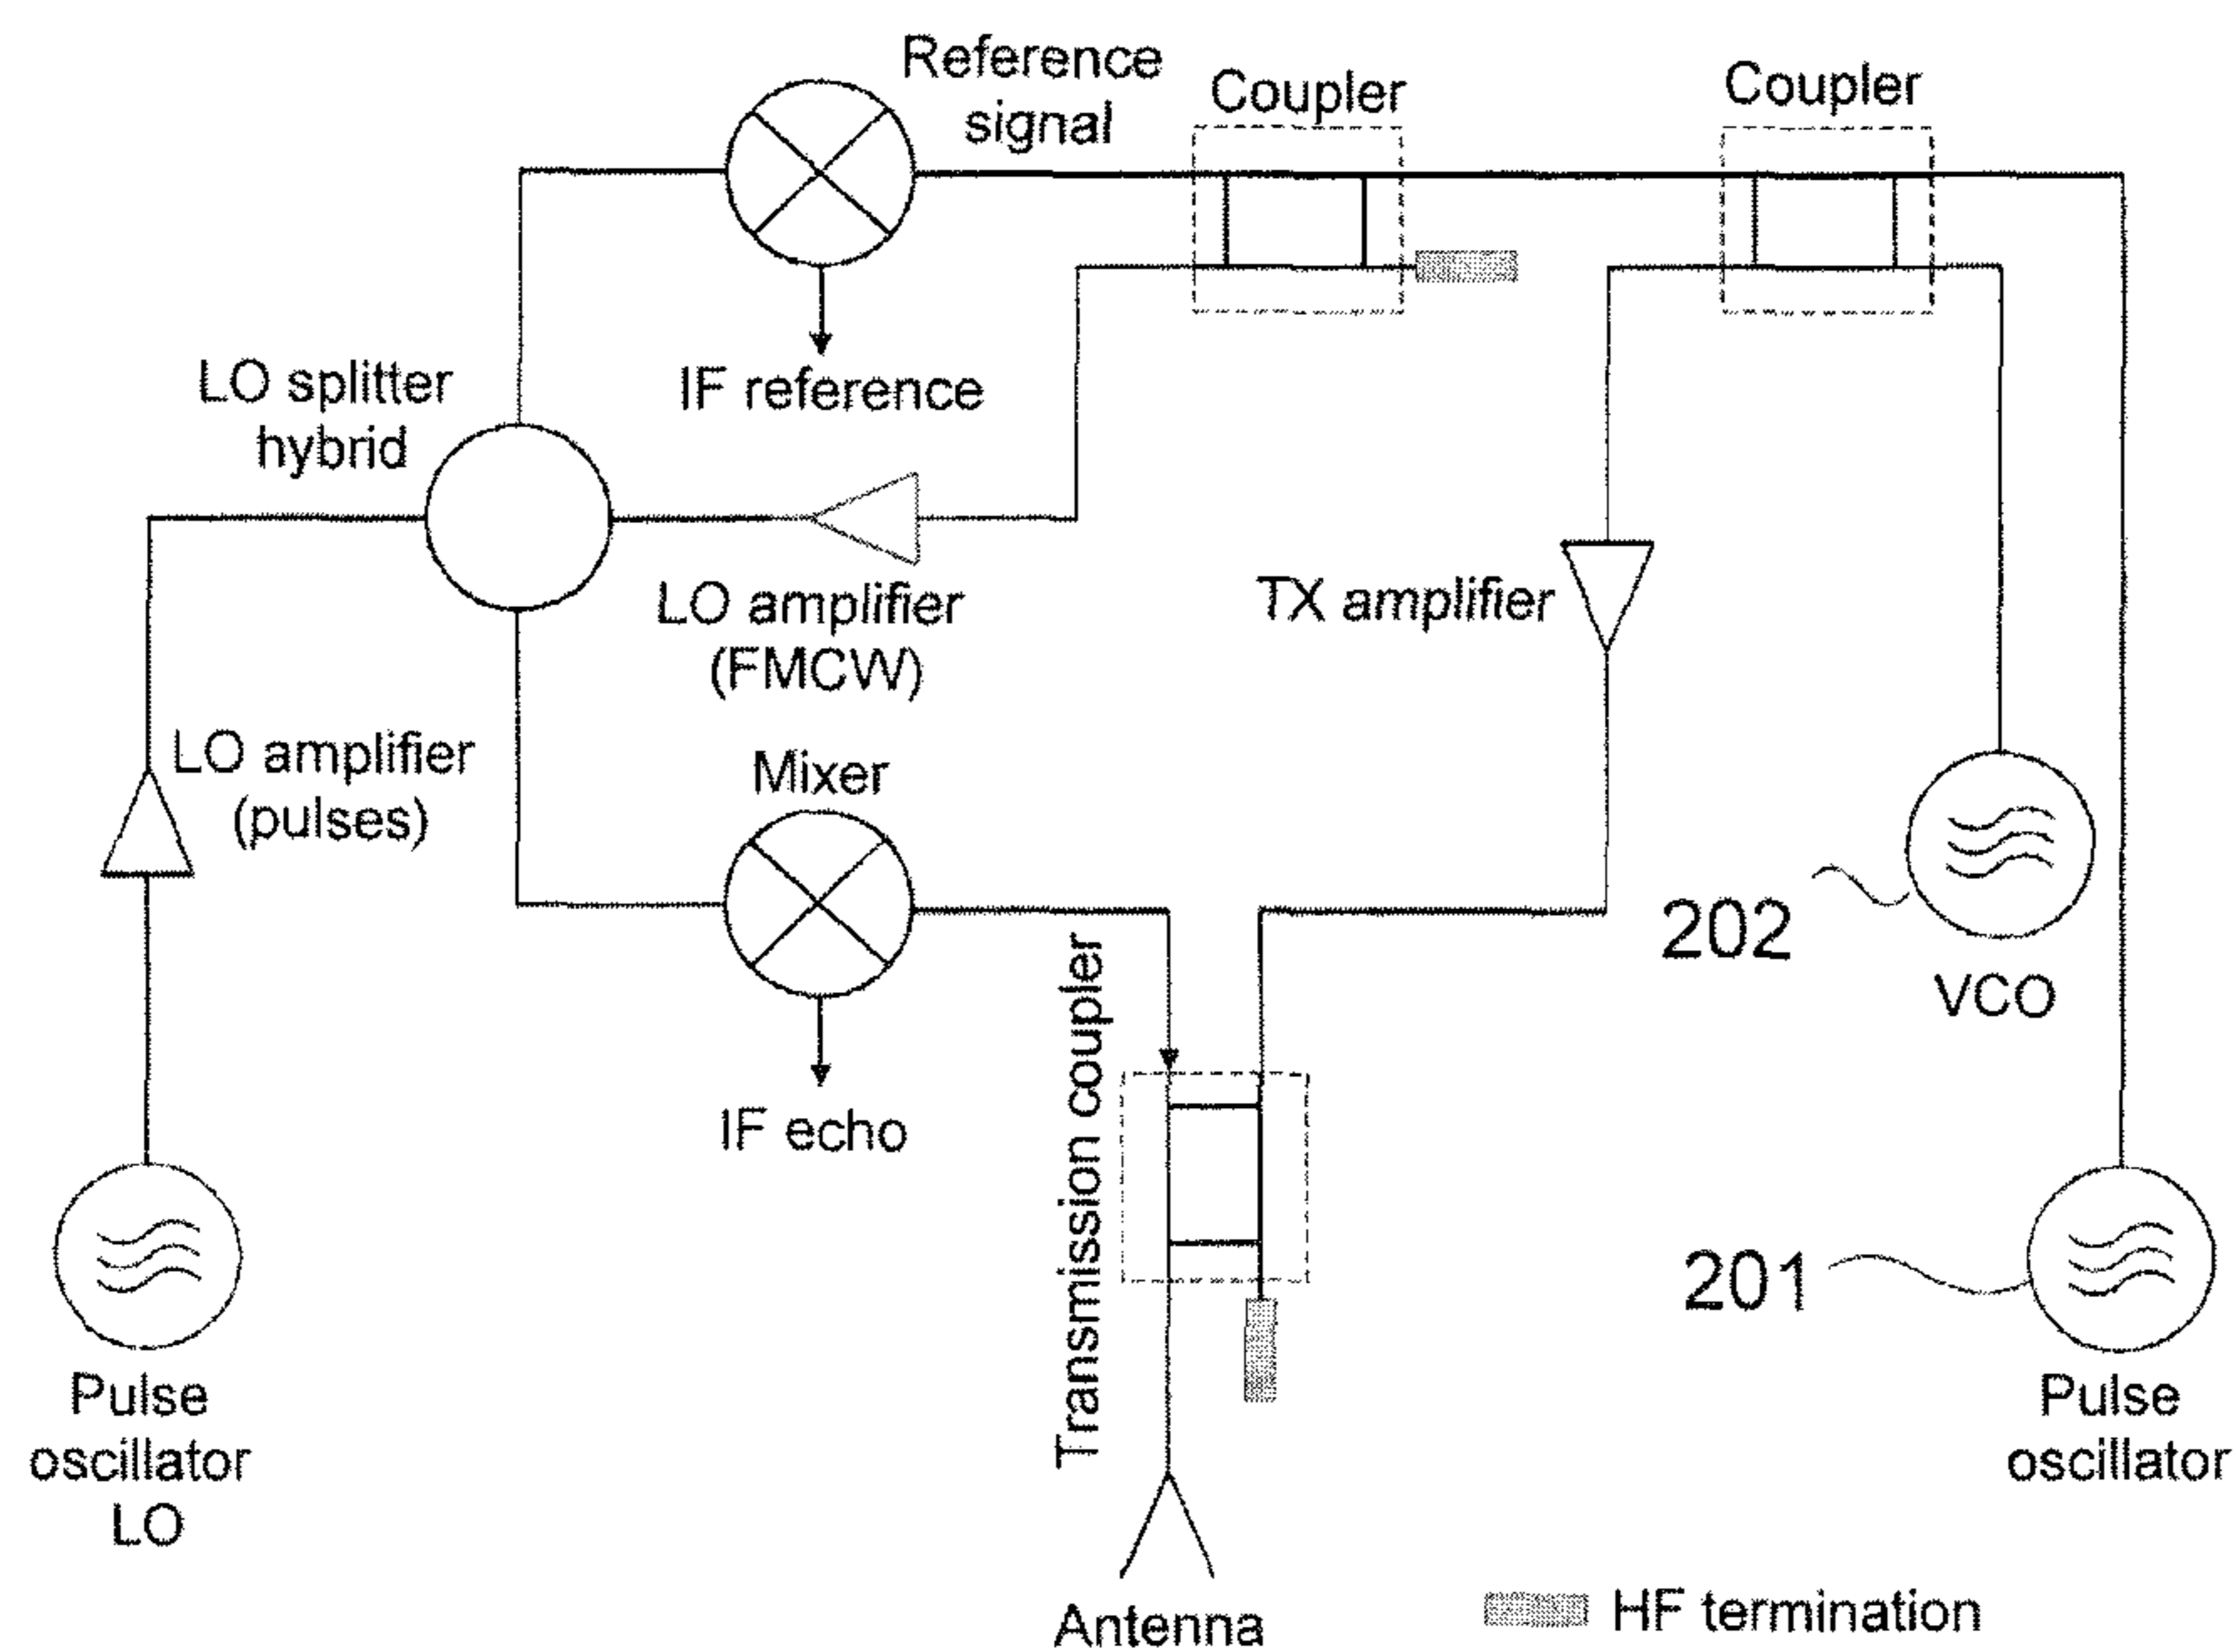 Reference
signal
Coupler
Coupler
IF reference
LO splitter
hybrid
LO amplifier
(FMCW)
TX amplifier
LO amplifier
(pulses)
Mixer
202
VCO
Transmission coupler
IF echo
201
Pulse
oscillator
LO
Pulse
oscillator
Antenna
HF termination